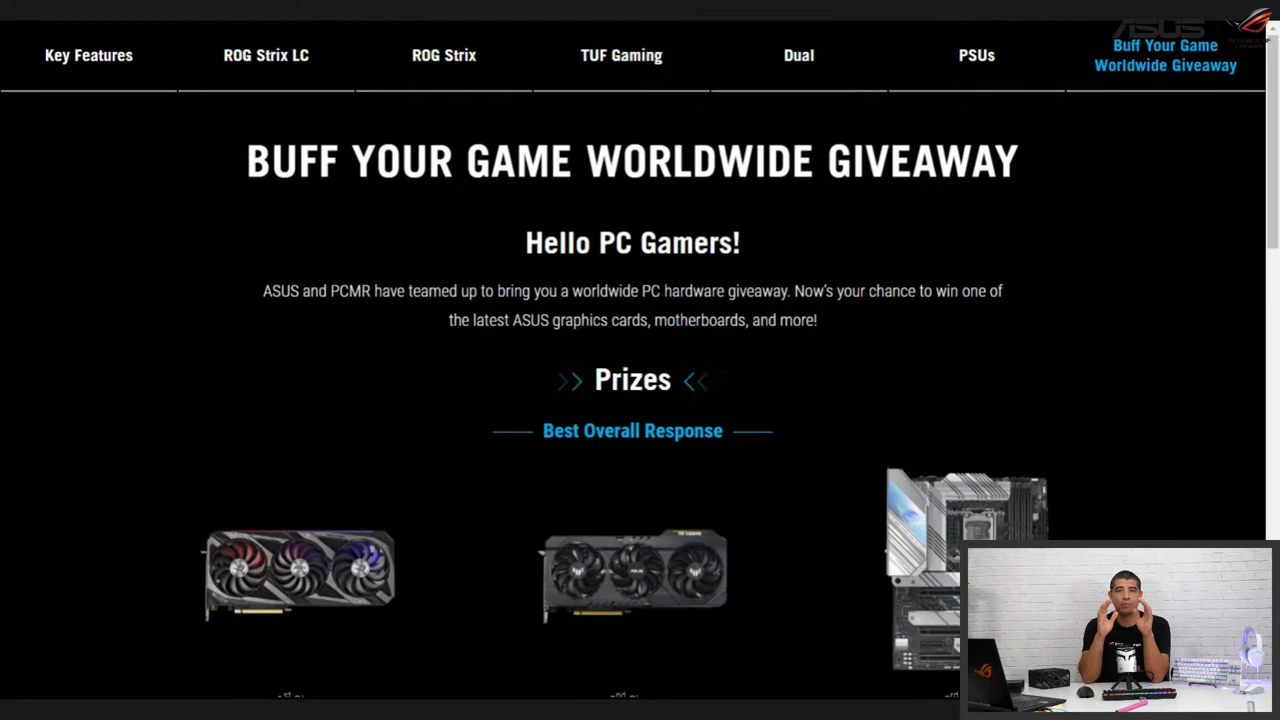 ASUS
Key Features
ROG Strix LC
ROG Strix
TUF Gaming
Dual
PSUs
Buff Your Game
Worldwide Giveaway
BUFF YOUR GAME WORLDWIDE GIVEAWAY
Hello PC Gamers!
ASUS and PCMR have teamed up to bring you a worldwide PC hardware giveaway. Now's your chance to win one of
the latest ASUS graphics cards, motherboards, and more!
Prizes
Best Overall Response